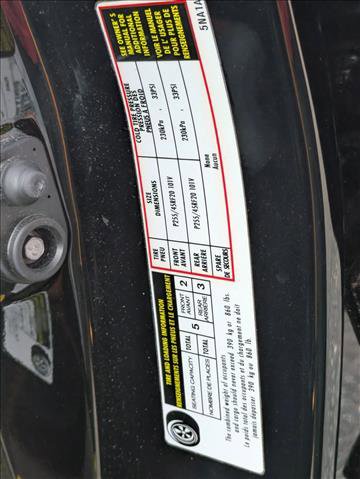 TIRE AND LOADING INFORMATION
RENSEIGNEMENTS SUR LES PNEUS ET LE CHARGEMENT
SEATING CAPACITY TOTAL 5 FRONT 2 REAR 3
NOMBRE DE PLACES TOTAL AVANT ARRIÈRE
The combined weight of occupants
and cargo should never exceed 390 kg or 860 lbs.
Le poids total des occupants et du chargement ne doit
jamais dépasser 390 kg or 860 lb.
TIRE SIZE COLD TIRE PRESSURE
PNEU DIMENSIONS PRESSION DES
PNEUS A FROID
FRONT P255/45RF20 101V 230kPa , 33PSI
AVANT
REAR P255/45RF20 101V 230kPa , 33PSI
ARRIÈRE
SPARE None
DE SECOURS Aucun
SEE OWNER'S
MANUAL FOR
ADDITIONAL
INFORMATION
VOIR LE MANUEL
DE L' USAGER
POUR PLUS DE
RENSEIGNEMENTS
5NA1A